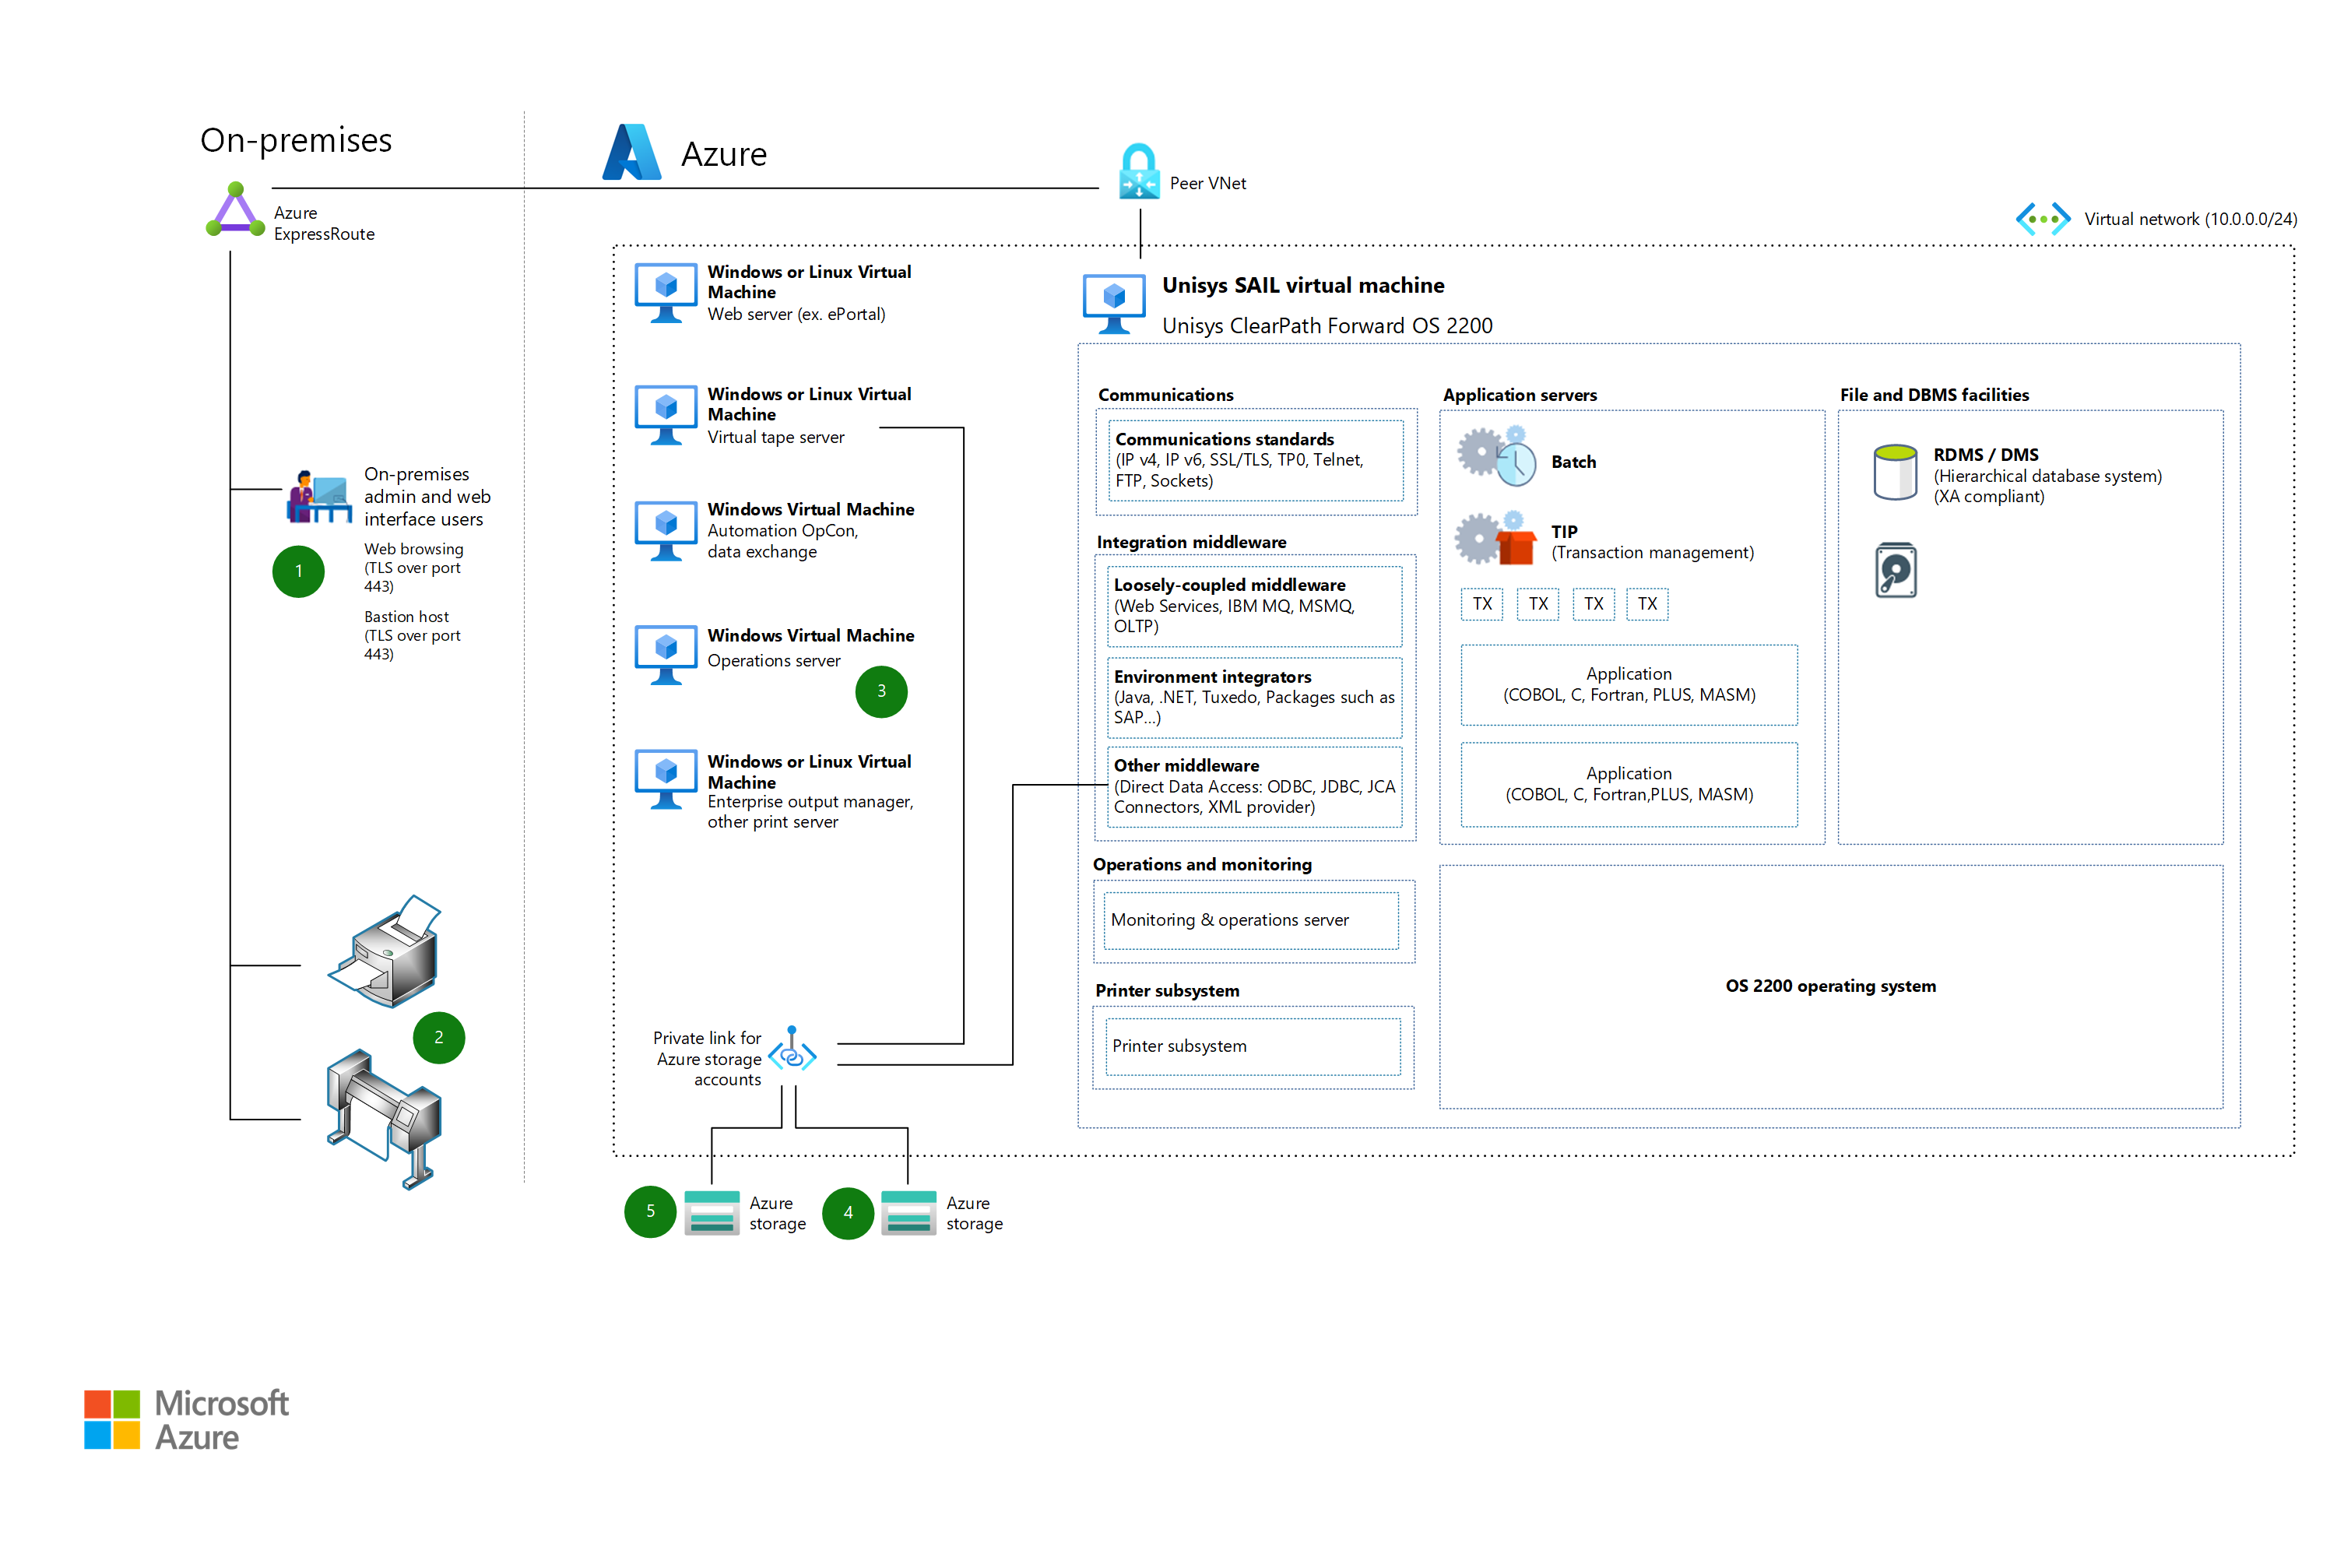 On-premises
Azure
ExpressRoute
On-premises
admin and web
interface users
Web browsing
(TLS over port
443)
Bastion host
(TLS over port
443)
1
2
Azure
Peer VNet
Virtual network (10.0.0.0/24)
Windows or Linux Virtual
Machine
Web server (ex. ePortal)
Windows or Linux Virtual
Machine
Virtual tape server
Windows Virtual Machine
Automation OpCon,
data exchange
Windows Virtual Machine
Operations server
3
Windows or Linux Virtual
Machine
Enterprise output manager,
other print server
Private link for
Azure storage
accounts
5
Azure
storage
4
Azure
storage
Unisys SAIL virtual machine
Unisys ClearPath Forward OS 2200
Communications
Communications standards
(IP v4, IP v6, SSL/TLS, TP0, Telnet,
FTP, Sockets)
Integration middleware
Loosely-coupled middleware
(Web Services, IBM MQ, MSMQ,
OLTP)
Environment integrators
(Java, .NET, Tuxedo, Packages such as
SAP...)
Other middleware
(Direct Data Access: ODBC, JDBC, JCA
Connectors, XML provider)
Operations and monitoring
Monitoring & operations server
Printer subsystem
Printer subsystem
Application servers
Batch
TIP
(Transaction management)
TX TX TX TX
Application
(COBOL, C, Fortran, PLUS, MASM)
Application
(COBOL, C, Fortran,PLUS, MASM)
File and DBMS facilities
RDMS / DMS
(Hierarchical database system)
(XA compliant)
OS 2200 operating system
Microsoft
Azure